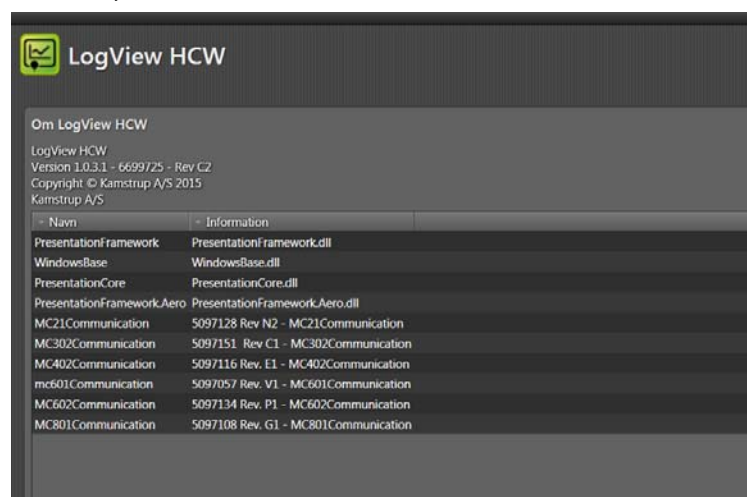 LogView HCW
Om LogView HCW
LogView HCW
Version 1.0.3.1 - 6699725 - Rev C2
Copyright © Kamstrup A/S 2015
Kamstrup A/S
Navn Information
PresentationFramework PresentationFramework.dll
WindowsBase WindowsBase.dll
PresentationCore PresentationCore.dll
PresentationFramework.Aero PresentationFramework.Aero.dll
MC21Communication 5097128 Rev N2 - MC21Communication
MC302Communication 5097151 Rev C1 - MC302Communication
MC402Communication 5097116 Rev. E1 - MC402Communication
mc601Communication 5097057 Rev. V1 - MC601Communication
MC602Communication 5097134 Rev. P1 - MC602Communication
MC801Communication 5097108 Rev. G1 - MC801Communication